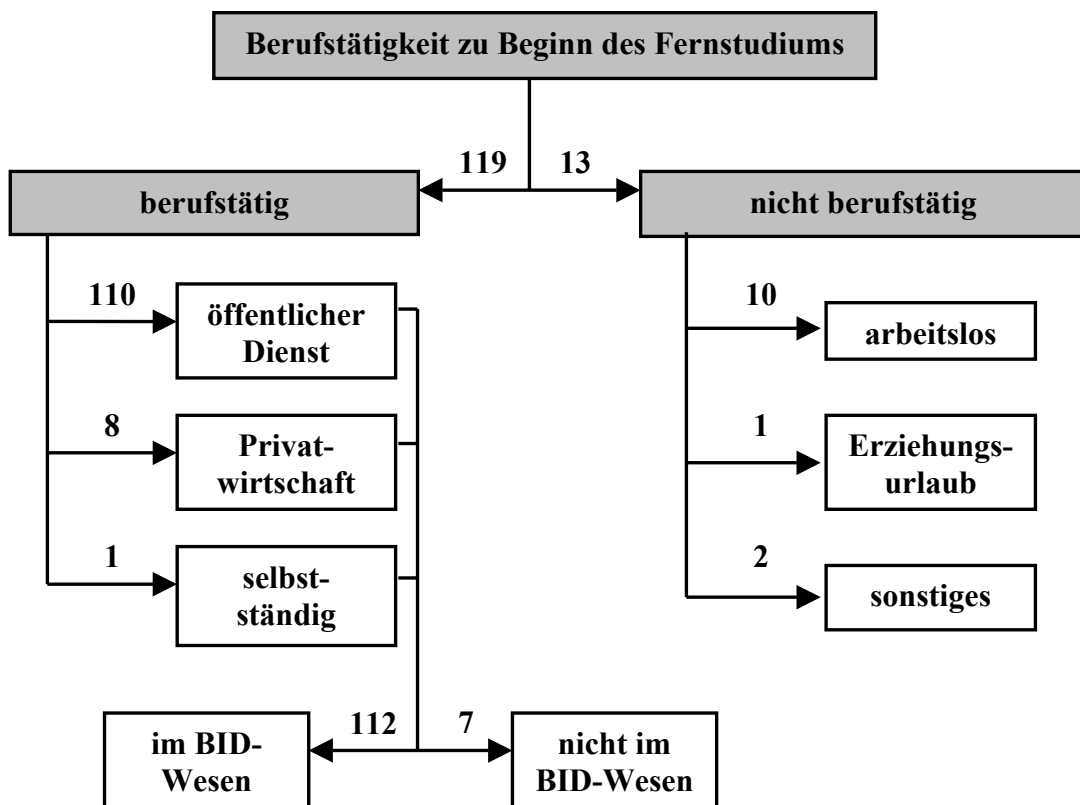 Berufstätigkeit zu Beginn des Fernstudiums
119
13
berufstätig
nicht berufstätig
110
öffentlicher
Dienst
8
Privat-
wirtschaft
1
selbst-
ständig
10
arbeitslos
1
Erziehungs-
urlaub
2
sonstiges
112
7
im BID-
Wesen
nicht im
BID-Wesen